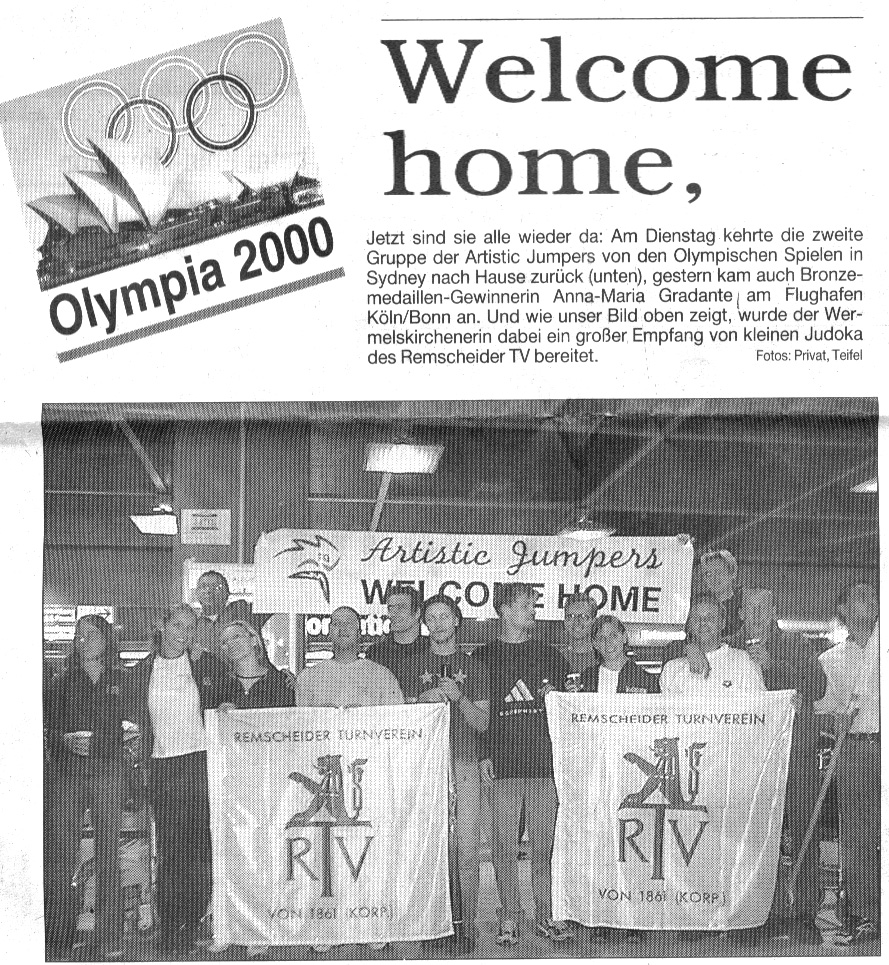 Olympia 2000
Welcome
home,
Jetzt sind sie alle wieder da: Am Dienstag kehrte die zweite
Gruppe der Artistic Jumpers von den Olympischen Spielen in
Sydney nach Hause zurück (unten), gestern kam auch Bronze-
medaillen-Gewinnerin Anna-Maria Gradante am Flughafen
Köln/Bonn an. Und wie unser Bild oben zeigt, wurde der Wer-
melskirchenerin dabei ein großer Empfang von kleinen Judoka
des Remscheider TV bereitet.
Fotos: Privat, Teifel
Artistic Jumpers
WELCOME HOME
REMSCHEIDER TURNVEREIN
RTV
VON 1861 (KORP.)
REMSCHEIDER TURNVEREIN
RTV
VON 1861 (KORP.)